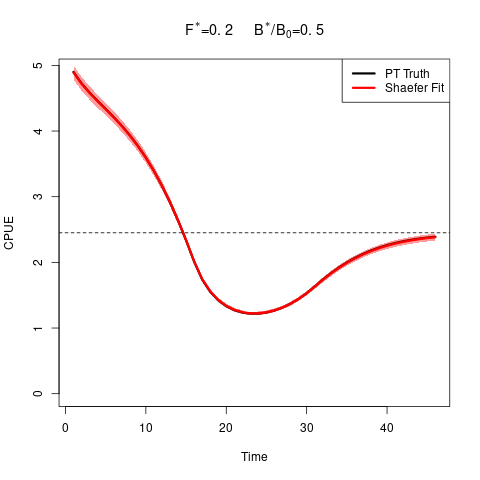 F*=0. 2 B*/B₀=0. 5
PT Truth
Shaefer Fit
CPUE
5
4
3
2
1
0
0 10 20 30 40
Time